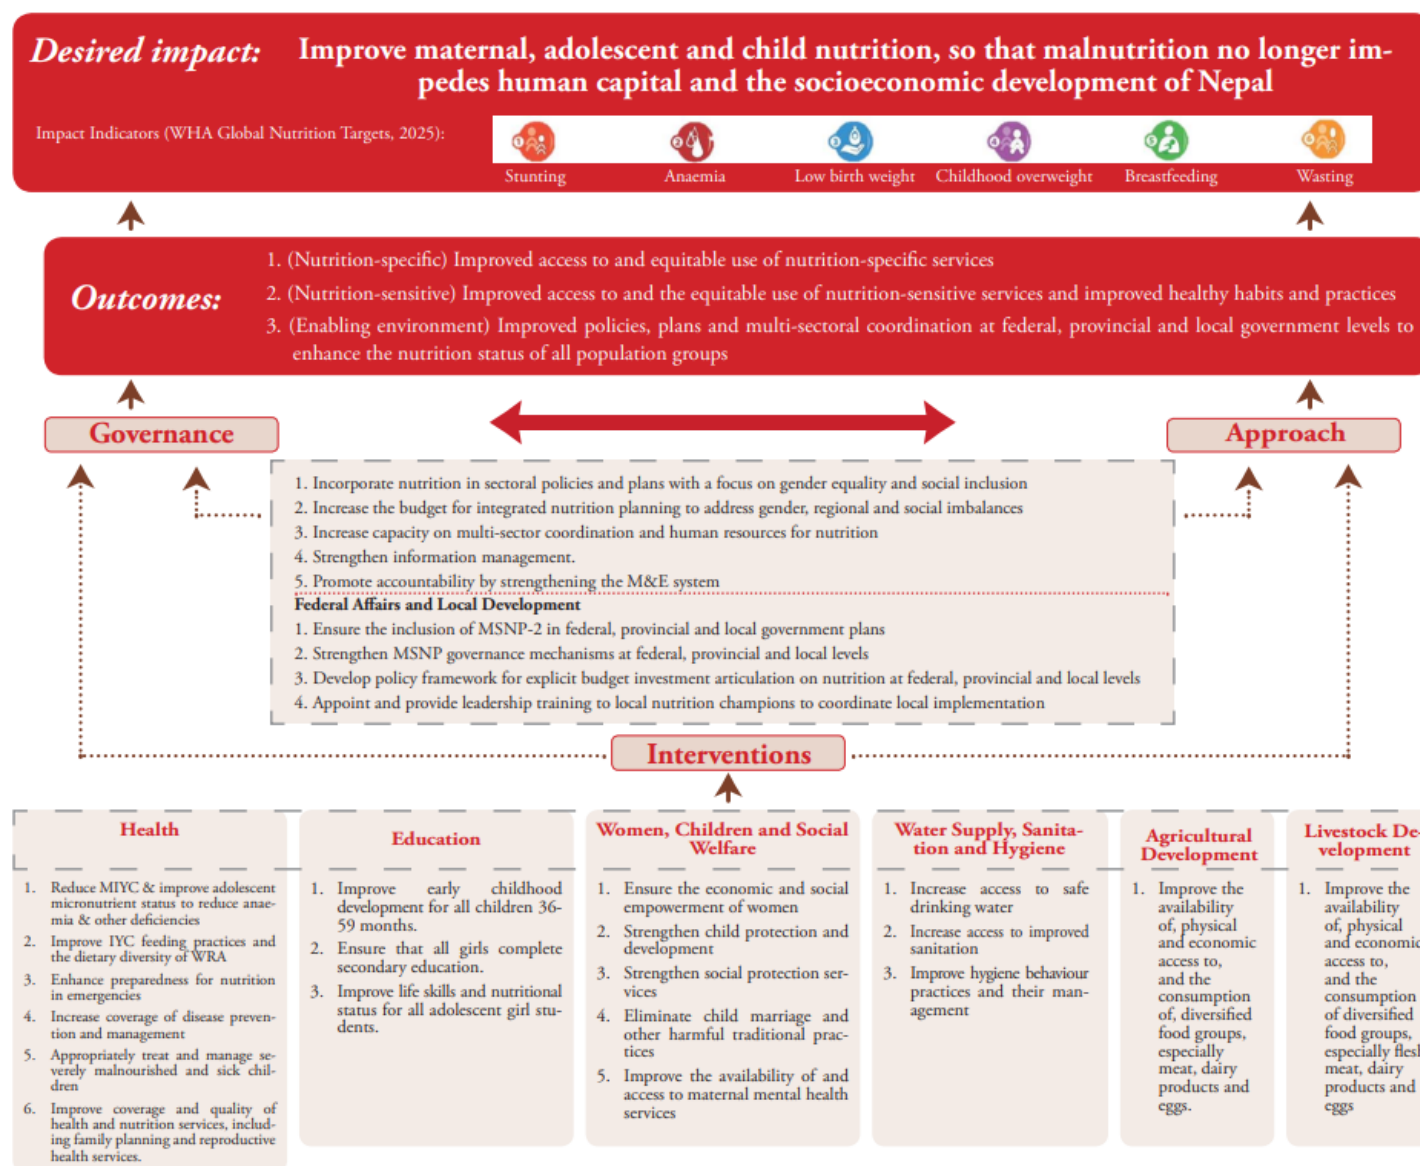 Desired impact:
Improve maternal, adolescent and child nutrition, so that malnutrition no longer im-
pedes human capital and the socioeconomic development of Nepal
Impact Indicators (WHA Global Nutrition Targets, 2025):
1
2
3
4
5
6
Stunting
Anaemia
Low birth weight
Childhood overweight
Breastfeeding
Wasting
Outcomes:
1. (Nutrition-specific) Improved access to and equitable use of nutrition-specific services
2. (Nutrition-sensitive) Improved access to and the equitable use of nutrition-sensitive services and improved healthy habits and practices
3. (Enabling environment) Improved policies, plans and multi-sectoral coordination at federal, provincial and local government levels to
enhance the nutrition status of all population groups
Governance
Approach
1. Incorporate nutrition in sectoral policies and plans with a focus on gender equality and social inclusion
2. Increase the budget for integrated nutrition planning to address gender, regional and social imbalances
3. Increase capacity on multi-sector coordination and human resources for nutrition
4. Strengthen information management.
5. Promote accountability by strengthening the M&E system
Federal Affairs and Local Development
1. Ensure the inclusion of MSNP-2 in federal, provincial and local government plans
2. Strengthen MSNP governance mechanisms at federal, provincial and local levels
3. Develop policy framework for explicit budget investment articulation on nutrition at federal, provincial and local levels
4. Appoint and provide leadership training to local nutrition champions to coordinate local implementation
Interventions
Health
1. Reduce MIYC & improve adolescent
micronutrient status to reduce anae-
mia & other deficiencies
2. Improve IYC feeding practices and
the dietary diversity of WRA
3. Enhance preparedness for nutrition
in emergencies
4. Increase coverage of disease preven-
tion and management
5. Appropriately treat and manage se-
verely malnourished and sick chil-
dren
6. Improve coverage and quality of
health and nutrition services, includ-
ing family planning and reproductive
health services.
Education
1. Improve early childhood
development for all children 36-
59 months.
2. Ensure that all girls complete
secondary education.
3. Improve life skills and nutritional
status for all adolescent girl stu-
dents.
Women, Children and Social
Welfare
1. Ensure the economic and social
empowerment of women
2. Strengthen child protection and
development
3. Strengthen social protection ser-
vices
4. Eliminate child marriage and
other harmful traditional prac-
tices
5. Improve the availability of and
access to maternal mental health
services
Water Supply, Sanita-
tion and Hygiene
1. Increase access to safe
drinking water
2. Increase access to improved
sanitation
3. Improve hygiene behaviour
practices and their man-
agement
Agricultural
Development
1. Improve the
availability
of, physical
and economic
access to,
and the
consumption
of, diversified
food groups,
especially
meat, dairy
products and
eggs.
Livestock De-
velopment
1. Improve the
availability
of, physical
and economic
access to,
and the
consumption
of diversified
food groups,
especially flesh
meat, dairy
products and
eggs